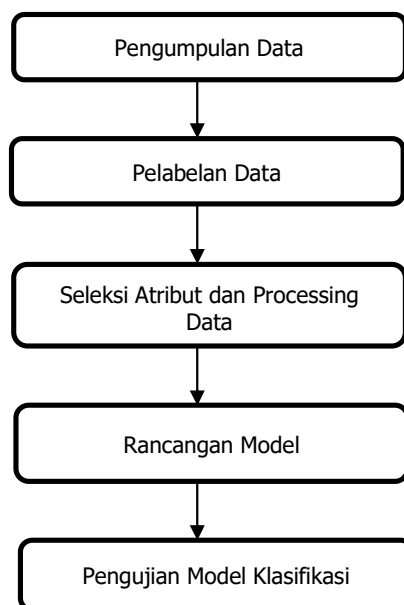 Pengumpulan Data
Pelabelan Data
Seleksi Atribut dan Processing
Data
Rancangan Model
Pengujian Model Klasifikasi